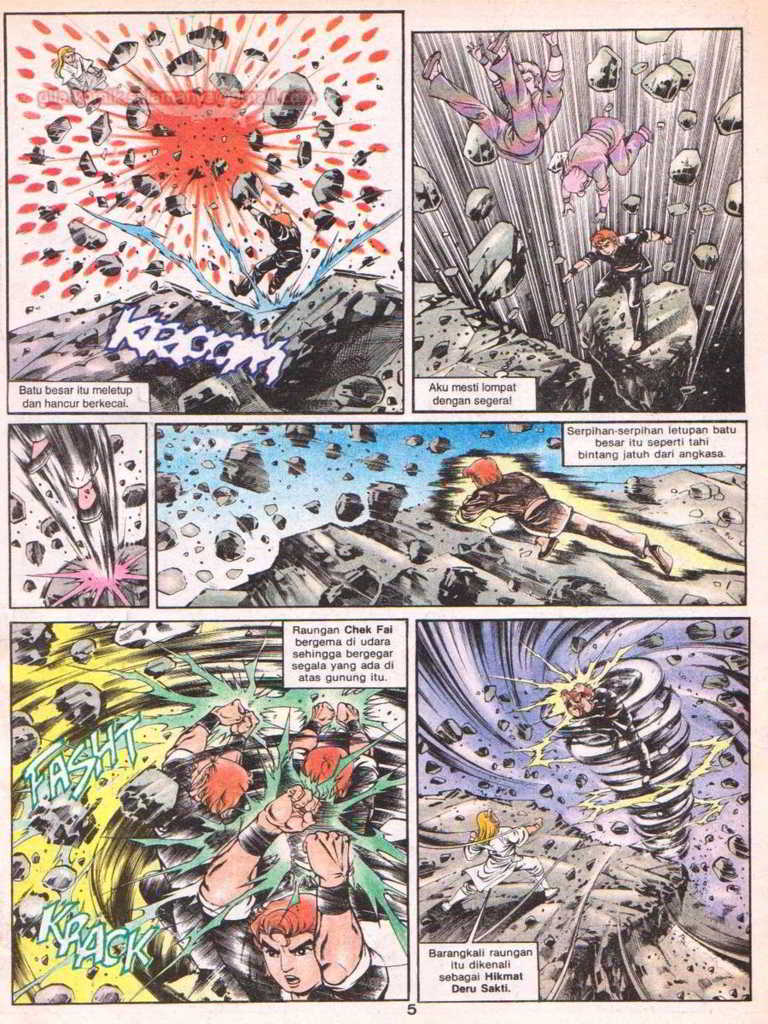 KROOM
Batu besar itu meletup
dan hancur berkecai.
Aku mesti lompat
dengan segera!
Serpihan-serpihan letupan batu
besar itu seperti tahi
bintang jatuh dari angkasa.
Raungan Chek Fai
bergema di udara
sehingga bergegar
segala yang ada di
atas gunung itu.
FASHT
KRACK
Barangkali raungan
itu dikenali
sebagai Hikmat
Deru Sakti.
5